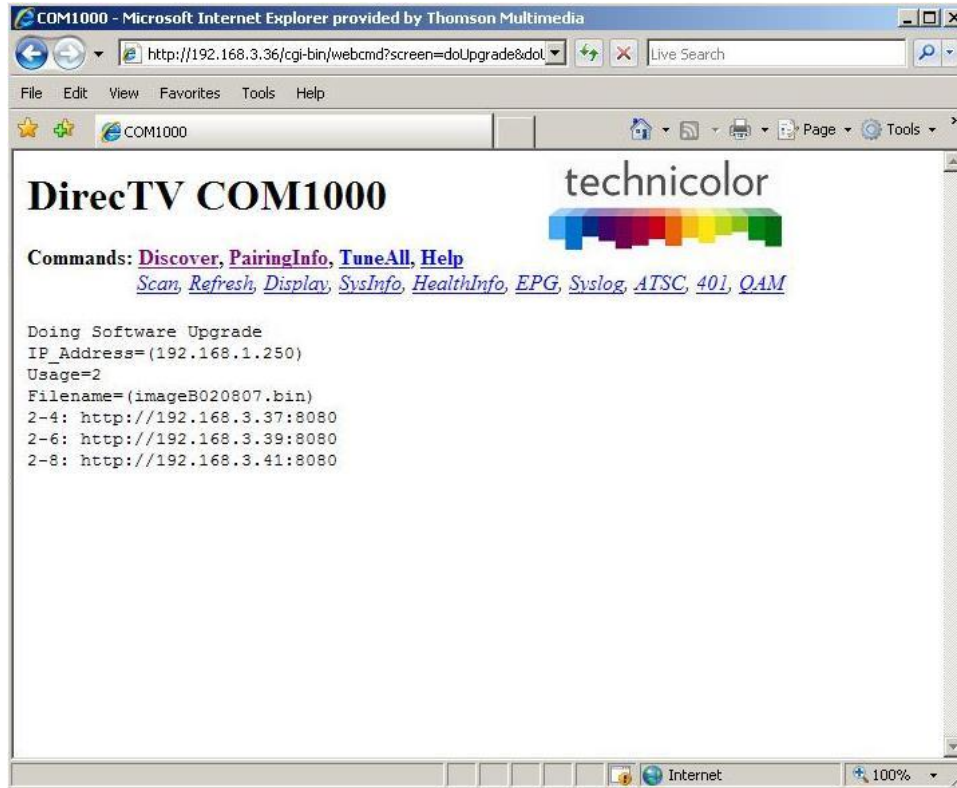 COM1000 - Microsoft Internet Explorer provided by Thomson Multimedia
http://192.168.3.36/cgi-bin/webcmd?screen=doUpgrade&dol
Live Search
File Edit View Favorites Tools Help
COM1000
Page Tools
technicolor
DirecTV COM1000
Commands: Discover, PairingInfo, TuneAll, Help
Scan, Refresh, Display, SysInfo, HealthInfo, EPG, Syslog, ATSC, 401, QAM
Doing Software Upgrade
IP_Address=(192.168.1.250)
Usage=2
Filename=(imageB020807.bin)
2-4: http://192.168.3.37:8080
2-6: http://192.168.3.39:8080
2-8: http://192.168.3.41:8080
Internet 100%